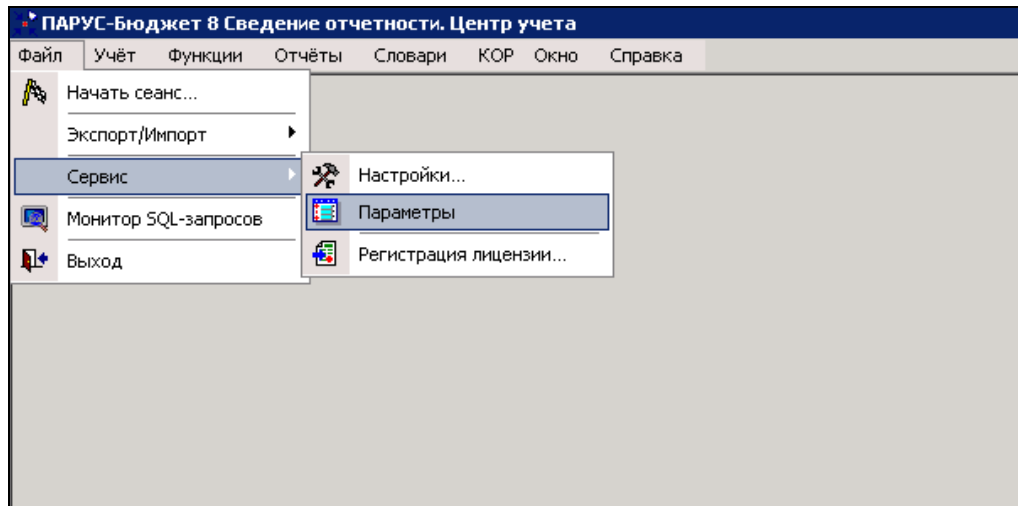 ПАРУС-Бюджет 8 Сведение отчетности. Центр учета
Файл Учёт Функции Отчёты Словари КОР Окно Справка
Начать сеанс...
Экспорт/Импорт
Сервис
Настройки...
Параметры
Регистрация лицензии...
Монитор SQL-запросов
Выход